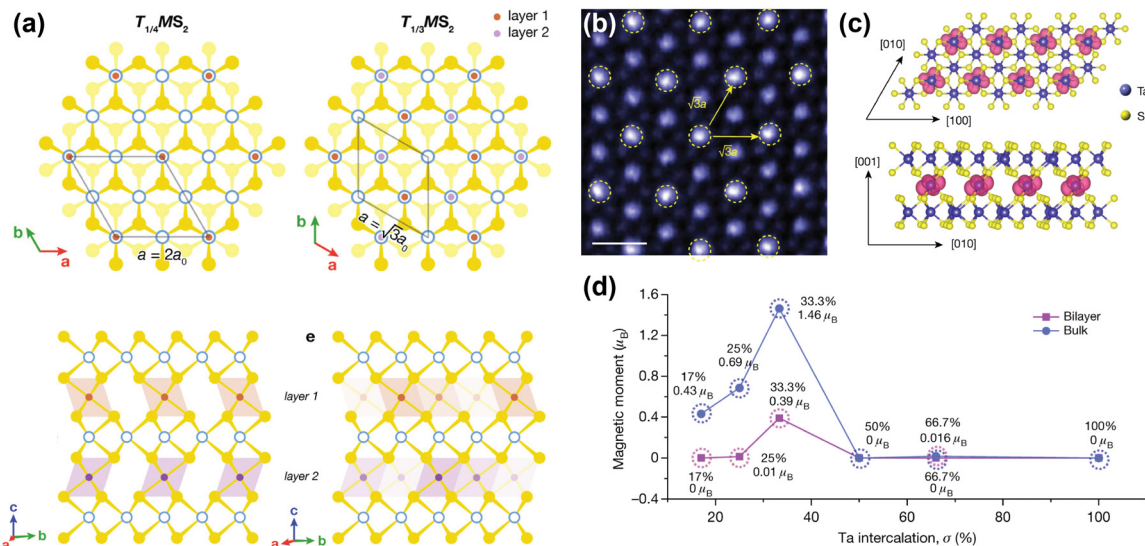 (a)
T1/4MS2
T1/3MS2
layer 1
layer 2
b
a
a = 2a0
b
a
a = √3a0
e
layer 1
layer 2
c
a
b
c
a
b
(b)
√3a
√3a
(c)
[010]
[100]
Ta
S
[001]
[010]
(d)
Magnetic moment (μB)
1.6
1.2
0.8
0.4
0
−0.4
17%
0.43 μB
25%
0.69 μB
33.3%
1.46 μB
33.3%
0.39 μB
17%
0 μB
25%
0.01 μB
50%
0 μB
66.7%
0.016 μB
66.7%
0 μB
100%
0 μB
Bilayer
Bulk
20
40
60
80
100
Ta intercalation, σ (%)